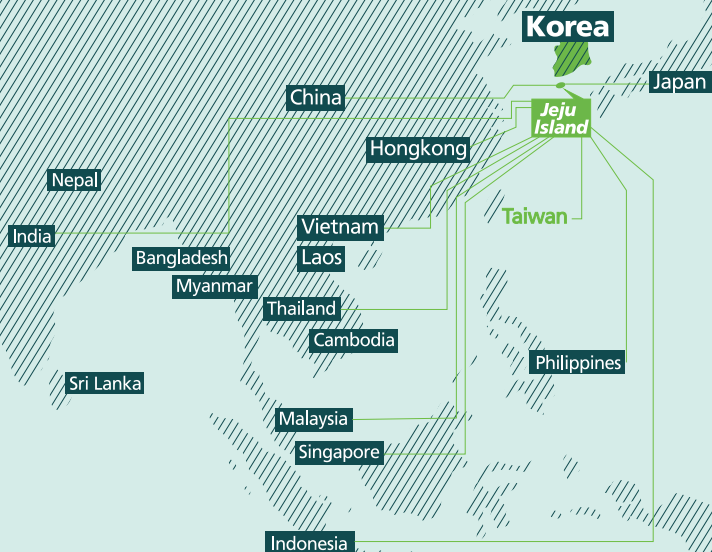 Korea
Japan
China
Jeju
Island
Hongkong
Nepal
Taiwan
Vietnam
India
Bangladesh
Laos
Myanmar
Thailand
Cambodia
Philippines
Sri Lanka
Malaysia
Singapore
Indonesia